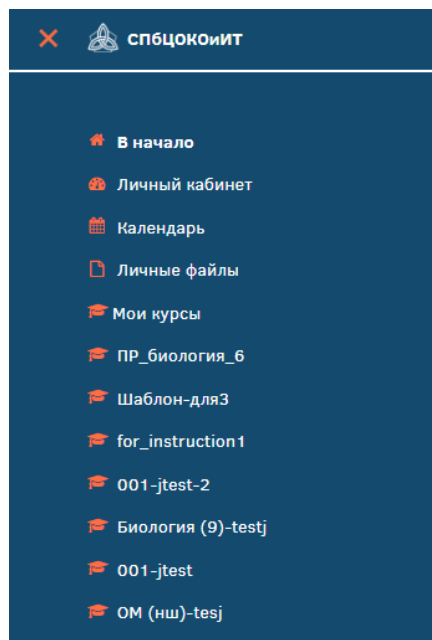 СПбЦОКОиИТ
В начало
Личный кабинет
Календарь
Личные файлы
Мои курсы
ПР_биология_6
Шаблон-для3
for_instruction1
001-jtest-2
Биология (9)-testj
001-jtest
ОМ (нш)-tesj